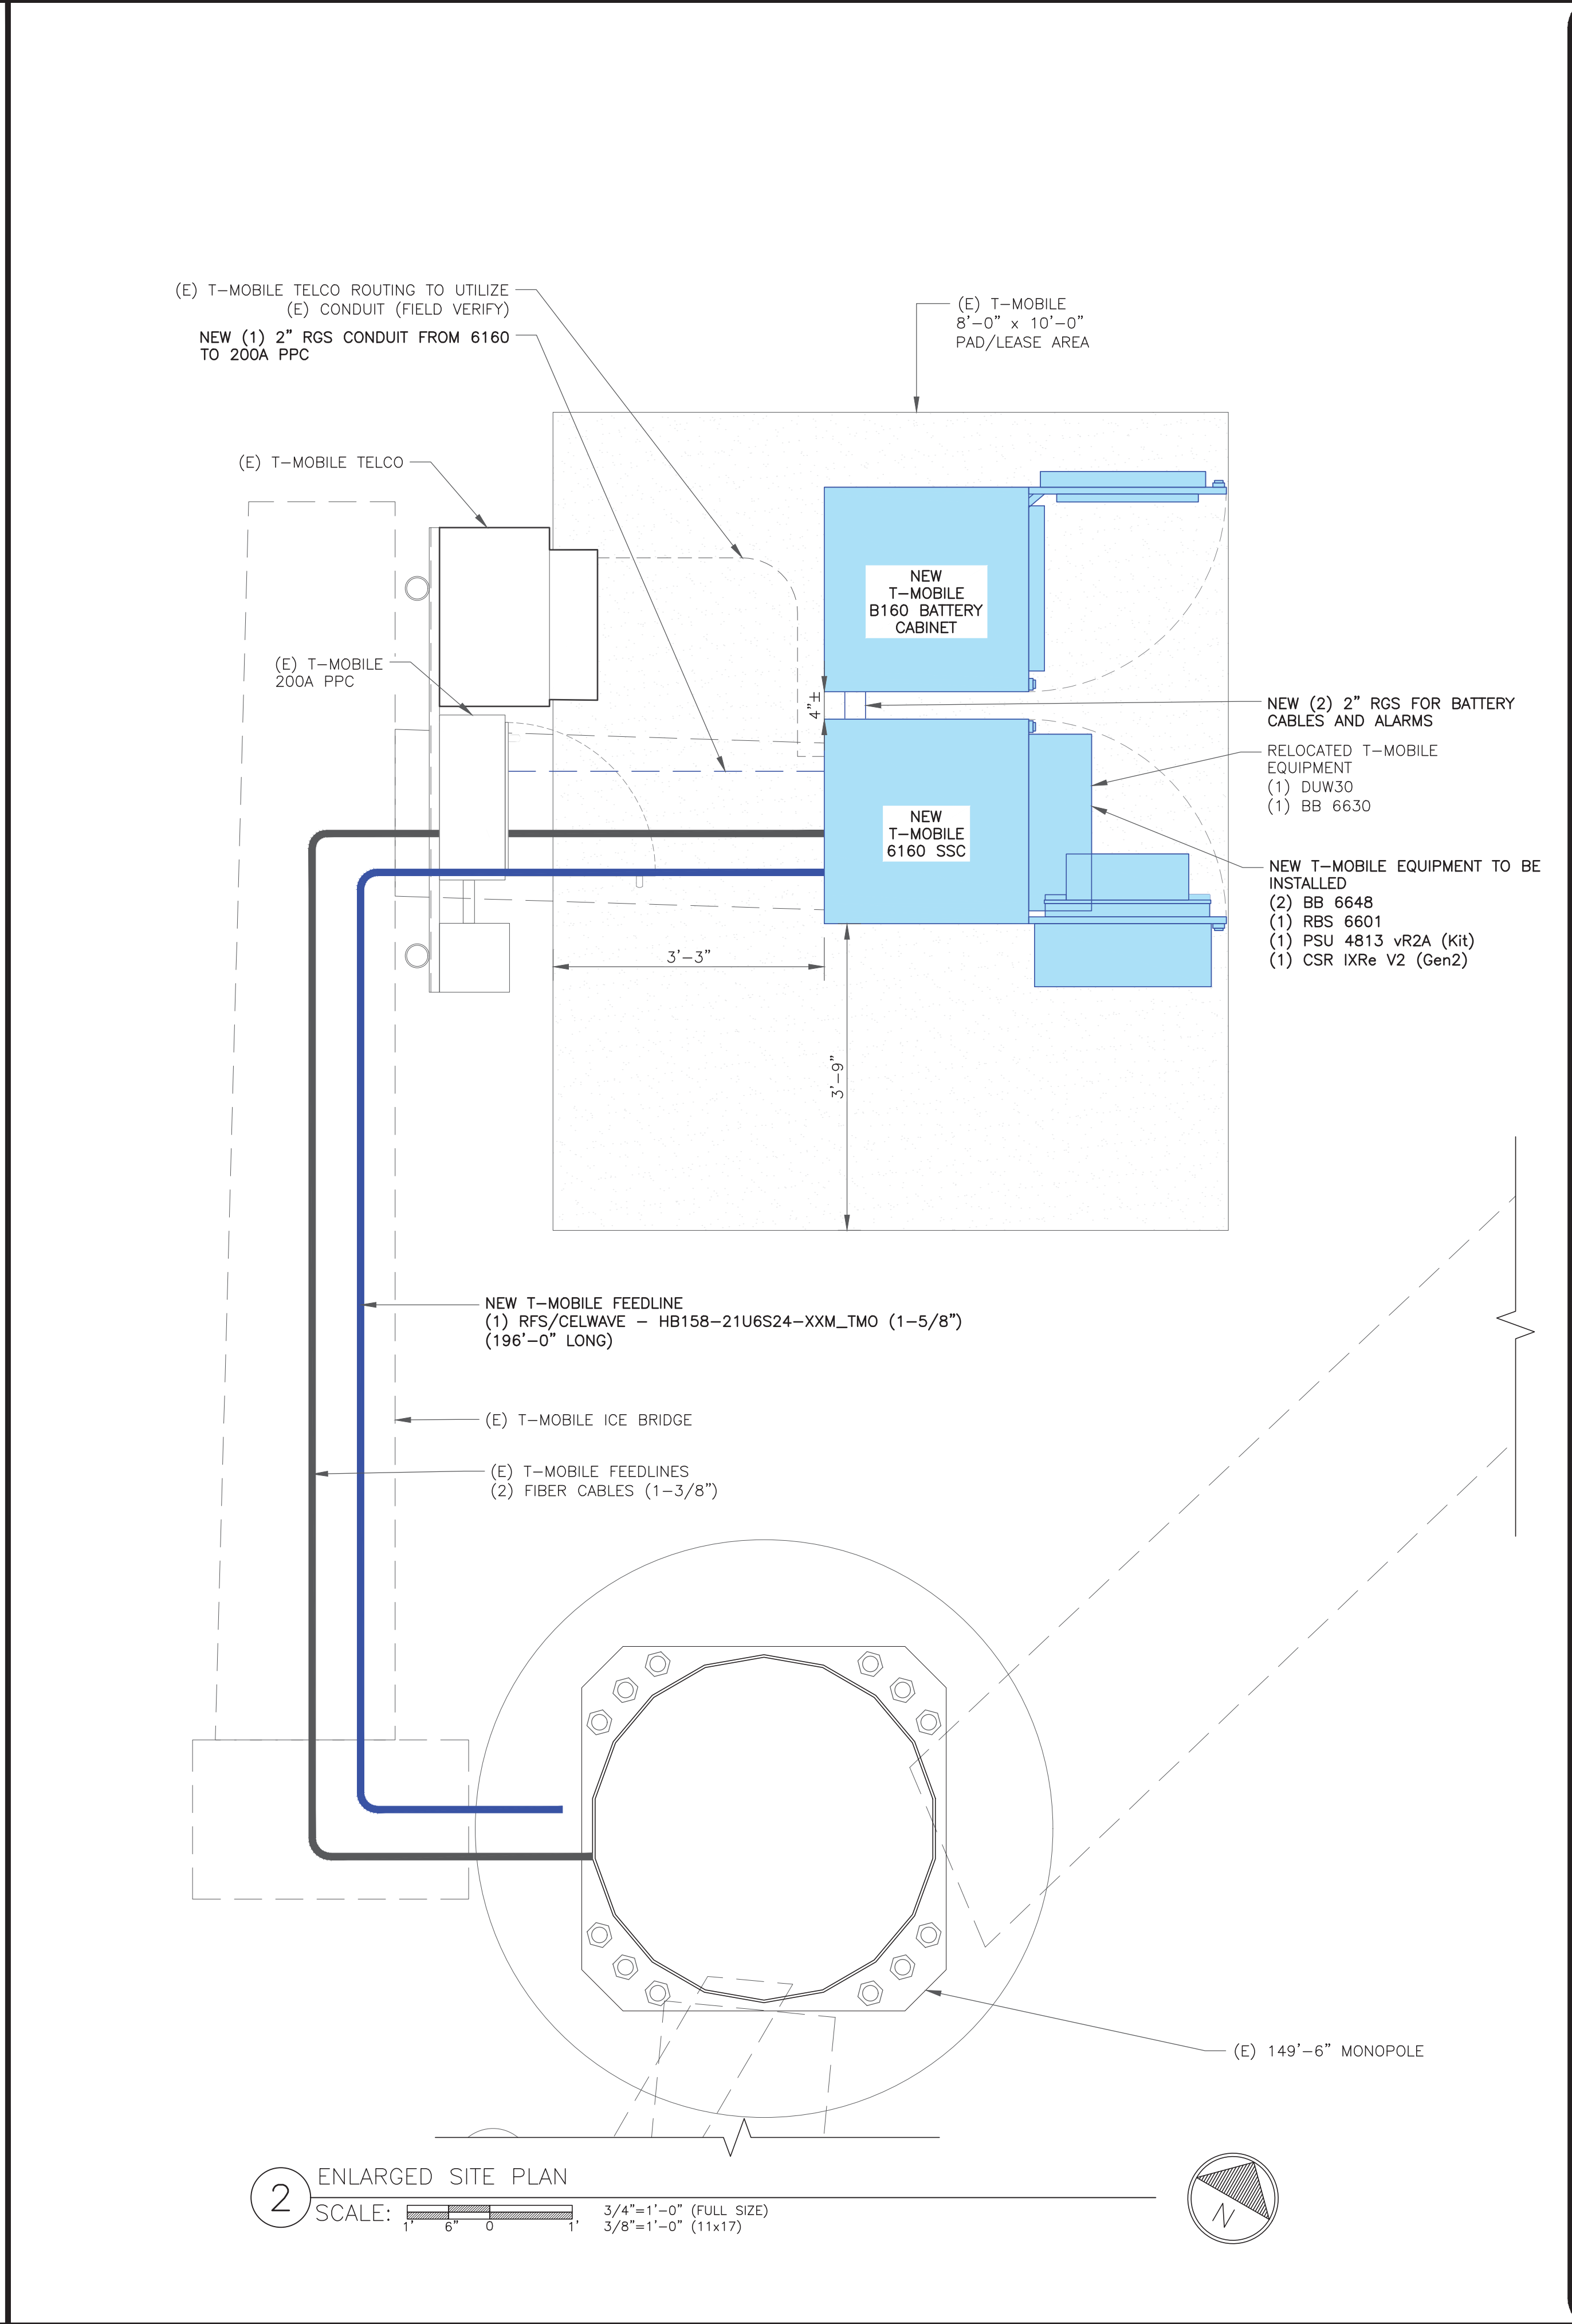 (E) T-MOBILE TELCO ROUTING TO UTILIZE
(E) CONDUIT (FIELD VERIFY)
NEW (1) 2" RGS CONDUIT FROM 6160
TO 200A PPC
(E) T-MOBILE
8'-0" x 10'-0"
PAD/LEASE AREA
(E) T-MOBILE TELCO
NEW
T-MOBILE
B160 BATTERY
CABINET
(E) T-MOBILE
200A PPC
4"±
NEW (2) 2" RGS FOR BATTERY
CABLES AND ALARMS
RELOCATED T-MOBILE
EQUIPMENT
(1) DUW30
(1) BB 6630
NEW
T-MOBILE
6160 SSC
NEW T-MOBILE EQUIPMENT TO BE
INSTALLED
(2) BB 6648
(1) RBS 6601
(1) PSU 4813 vR2A (Kit)
(1) CSR IXRe V2 (Gen2)
3'-3"
3'-9"
NEW T-MOBILE FEEDLINE
(1) RFS/CELWAVE - HB158-21U6S24-XXM_TMO (1-5/8")
(196'-0" LONG)
(E) T-MOBILE ICE BRIDGE
(E) T-MOBILE FEEDLINES
(2) FIBER CABLES (1-3/8")
(E) 149'-6" MONOPOLE
2
ENLARGED SITE PLAN
SCALE:
1' 6" 0 1'
3/4"=1'-0" (FULL SIZE)
3/8"=1'-0" (11x17)
N